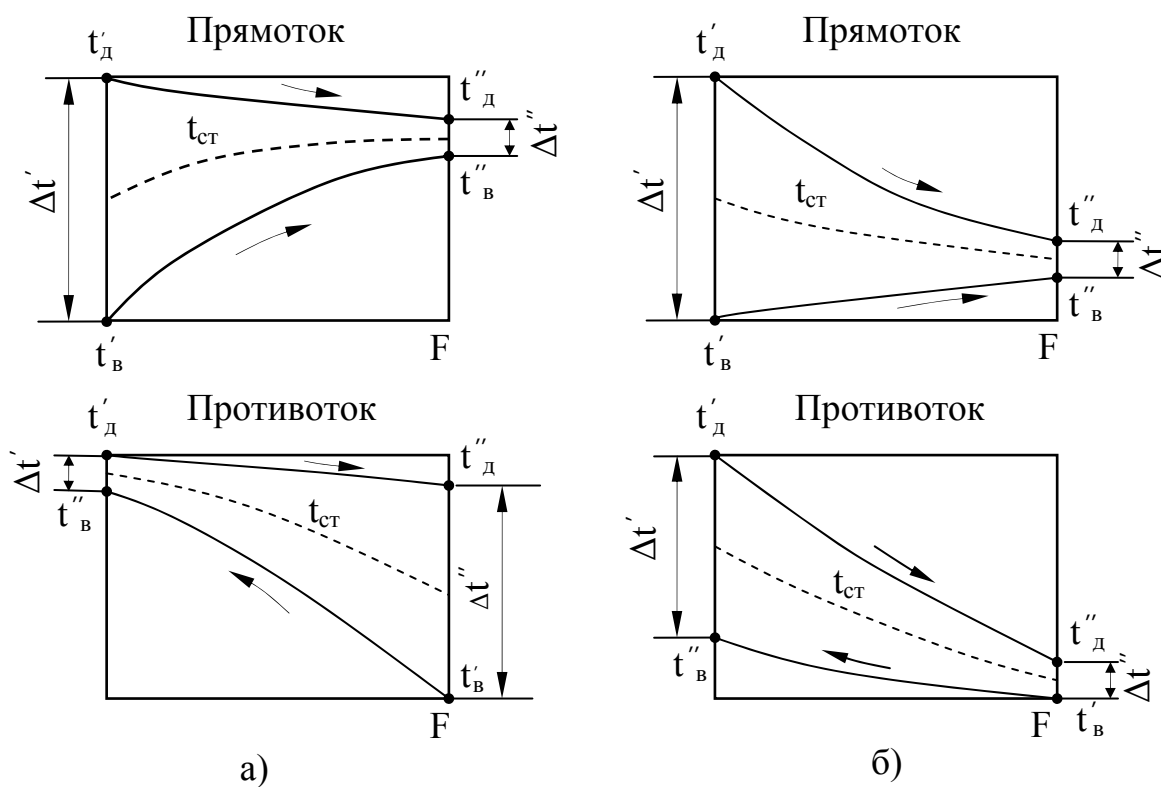 Прямоток
t′д
t″д
tст
Δt′
Δt″
t″в
t′в
F
Прямоток
t′д
tст
Δt′
t″д
Δt″
t″в
t′в
F
Противоток
t′д
Δt′
t″д
t″в
tст
Δt″
t′в
F
а)
Противоток
t′д
Δt′
tст
t″в
t″д
Δt″
F
t′в
б)